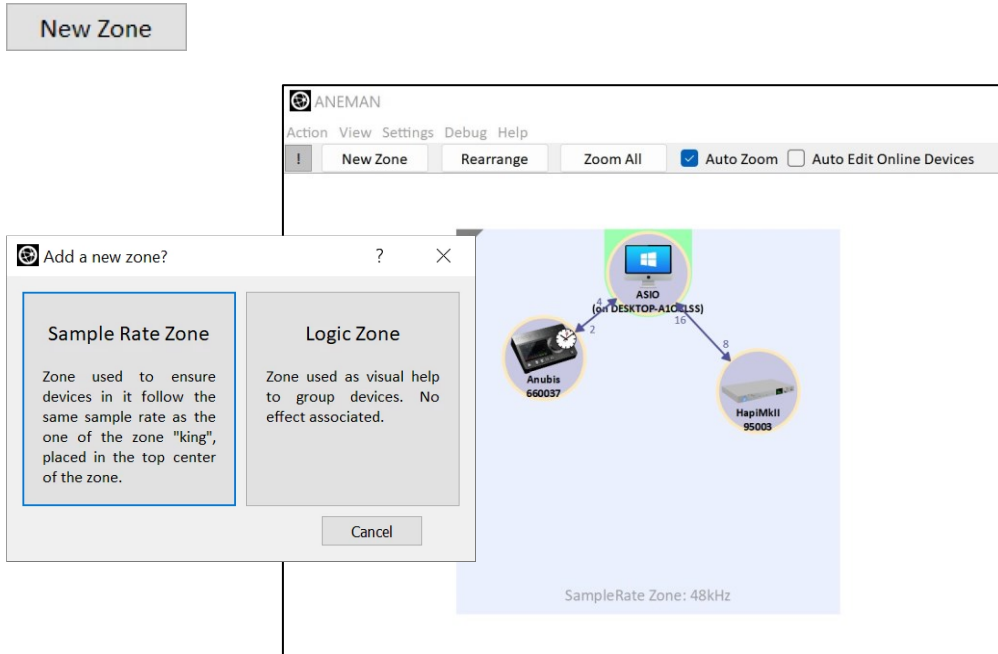 New Zone
ANEMAN
Action View Settings Debug Help
! New Zone Rearrange Zoom All Auto Zoom Auto Edit Online Devices
Add a new zone? ?
Sample Rate Zone
Zone used to ensure
devices in it follow the
same sample rate as the
one of the zone "king",
placed in the top center
of the zone.
Logic Zone
Zone used as visual help
to group devices. No
effect associated.
Cancel
ASIO
(on
4
2
16
8
Anubis
660037
HapiMkII
95003
SampleRate Zone: 48kHz